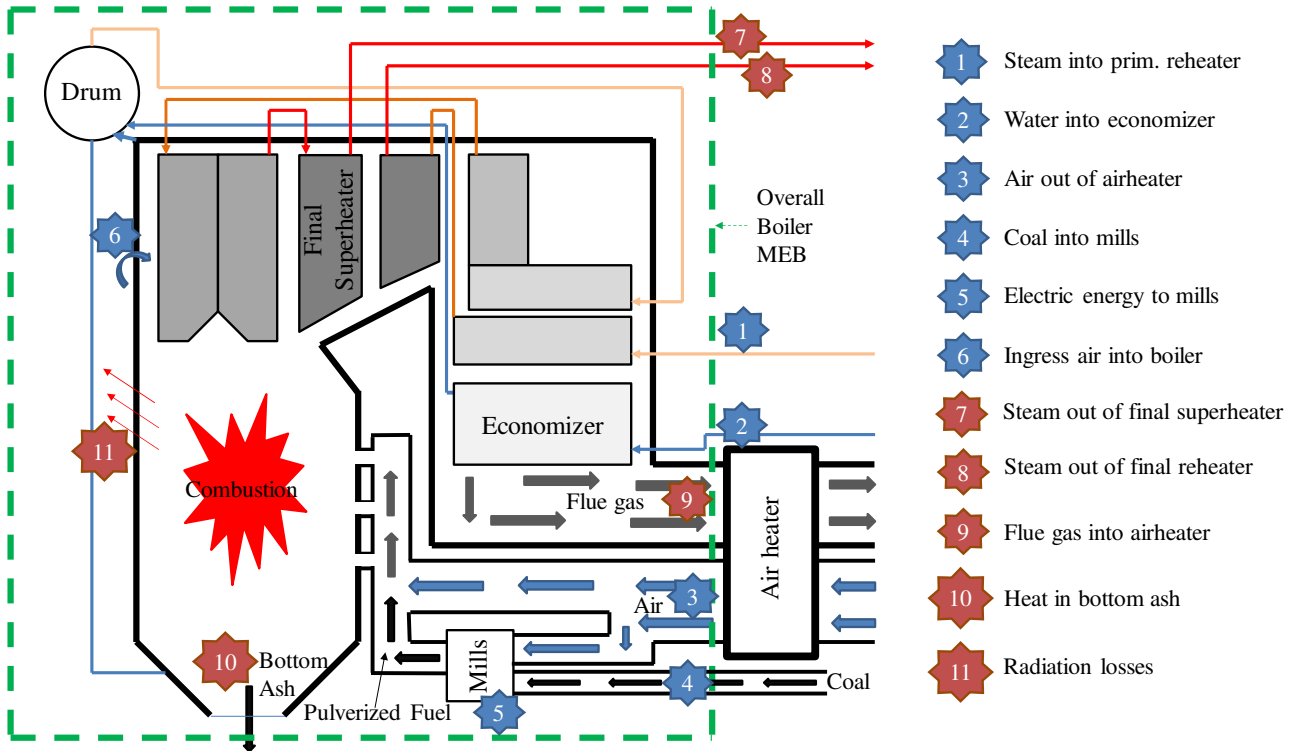 7
8
Drum
6
Final
Superheater
Overall
Boiler
MEB
1
2
Economizer
11
Combustion
Flue gas
9
Air heater
Air
3
10
Bottom
Ash
Mills
4
Coal
Pulverized Fuel
5
1 Steam into prim. reheater
2 Water into economizer
3 Air out of airheater
4 Coal into mills
5 Electric energy to mills
6 Ingress air into boiler
7 Steam out of final superheater
8 Steam out of final reheater
9 Flue gas into airheater
10 Heat in bottom ash
11 Radiation losses